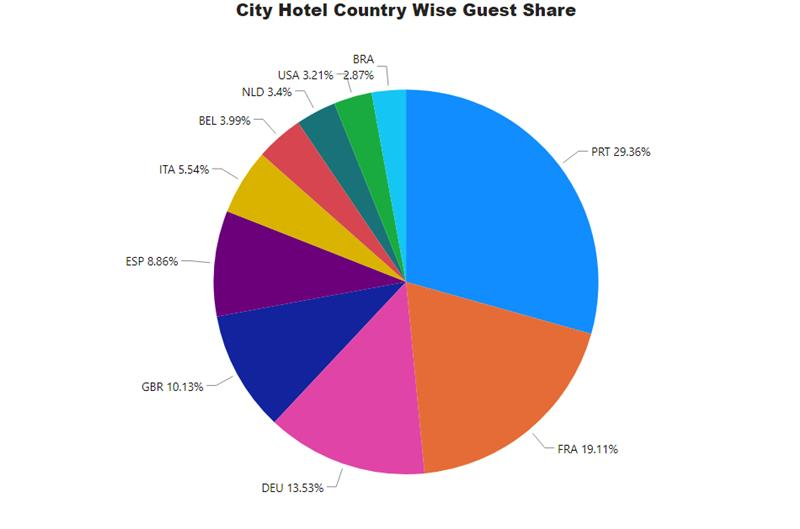 City Hotel Country Wise Guest Share
BRA
2.87%
USA 3.21%
NLD 3.4%
BEL 3.99%
ITA 5.54%
ESP 8.86%
GBR 10.13%
DEU 13.53%
FRA 19.11%
PRT 29.36%